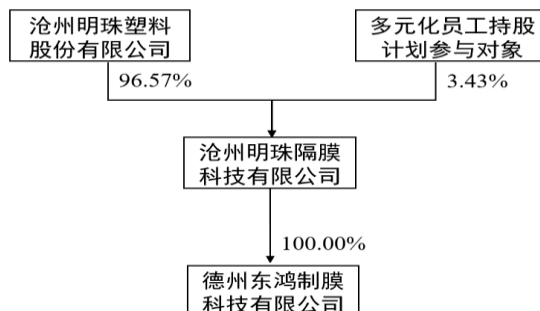 沧州明珠塑料
股份有限公司
多元化员工持股
计划参与对象
96.57%
3.43%
沧州明珠隔膜
科技有限公司
100.00%
德州东鸿制膜
科技有限公司